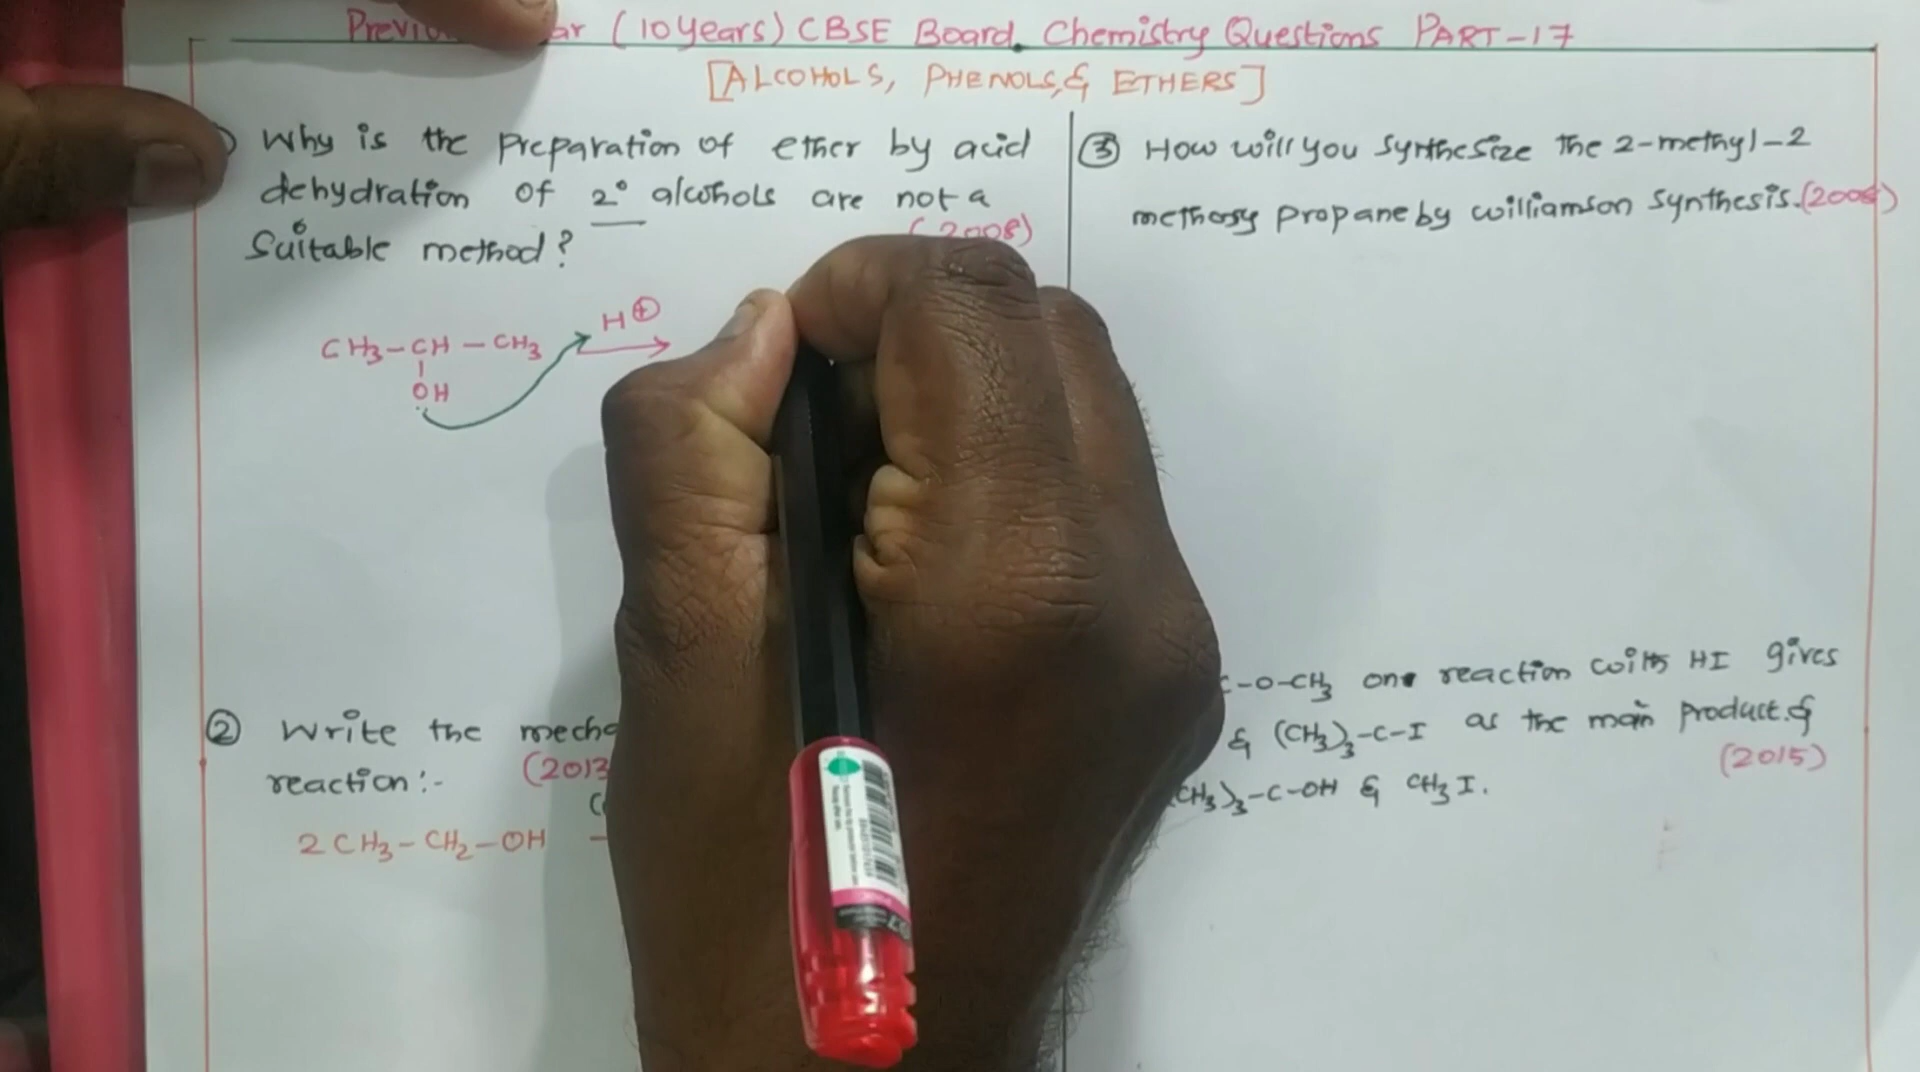 (10 Years) CBSE Board Chemistry Questions PART-17
[ALCOHOLS, PHENOLS, & ETHERS]
Why is the preparation of ether by acid
dehydration of 2° alcohols are not a
Suitable method? (2008)
CH3-CH-CH3 H⊕
OH
② Write the
reaction:- (2013
2CH3-CH2-OH
③ How will you synthesize the 2-methyl-2
methoxy propane by williamson synthesis.
C-O-CH3 on reaction with HI gives
& (CH3)3-C-I as the main product. &
(2015)
CH3)3-C-OH & CH3I.